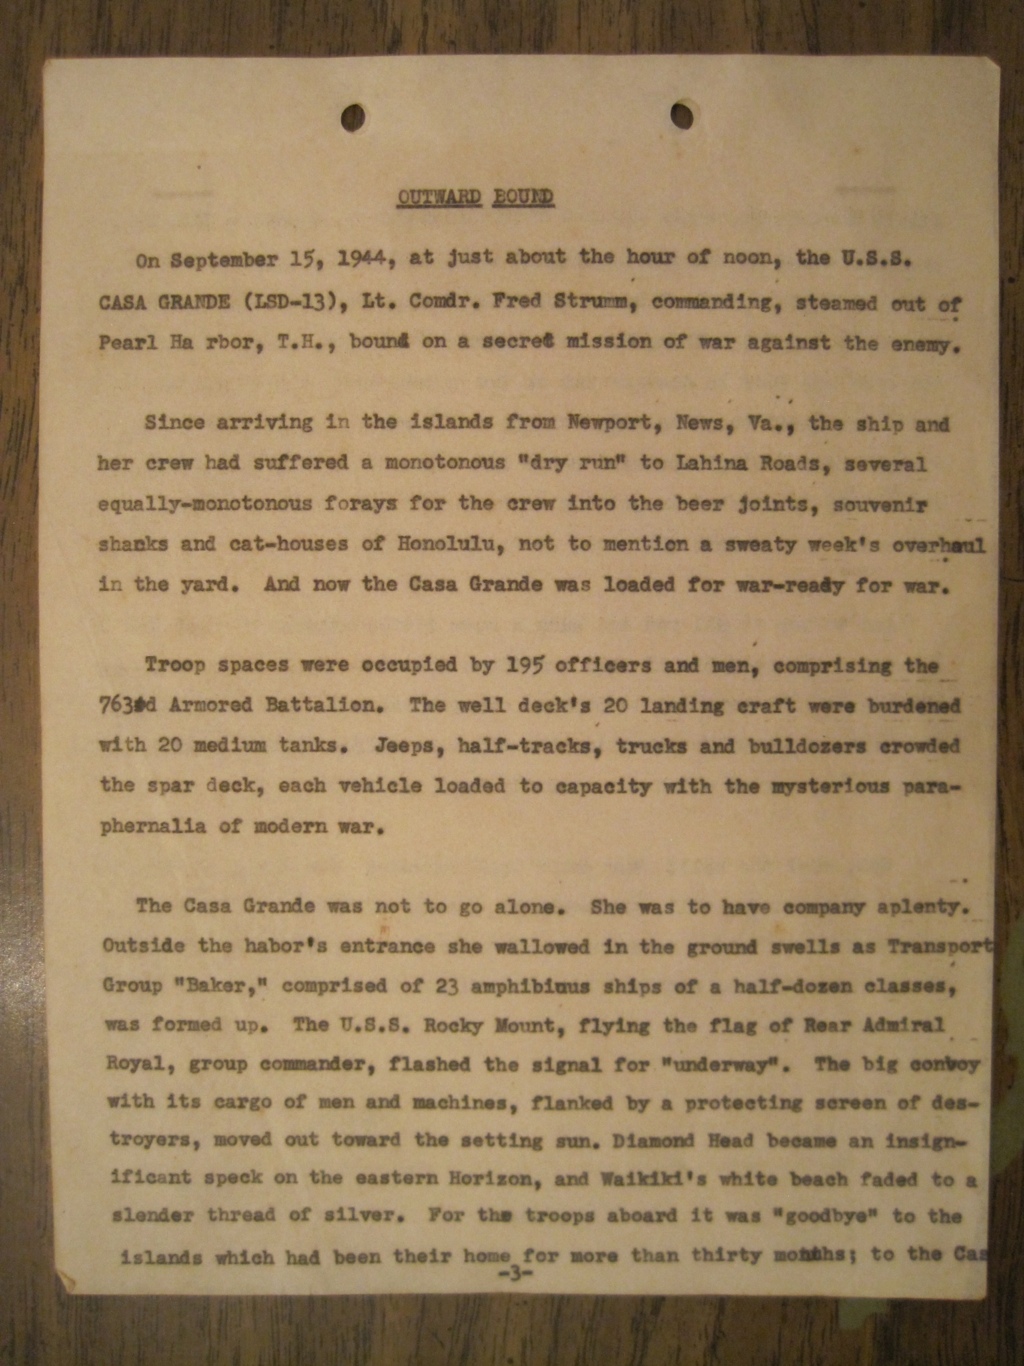 OUTWARD BOUND
On September 15, 1944, at just about the hour of noon, the U.S.S.
CASA GRANDE (LSD-13), Lt. Comdr. Fred Strumm, commanding, steamed out of
Pearl Ha rbor, T.H., bound on a secret mission of war against the enemy.
Since arriving in the islands from Newport, News, Va., the ship and
her crew had suffered a monotonous "dry run" to Lahina Roads, several
equally-monotonous forays for the crew into the beer joints, souvenir
shanks and cat-houses of Honolulu, not to mention a sweaty week's overhaul
in the yard. And now the Casa Grande was loaded for war-ready for war.
Troop spaces were occupied by 195 officers and men, comprising the
763rd Armored Battalion. The well deck's 20 landing craft were burdened
with 20 medium tanks. Jeeps, half-tracks, trucks and bulldozers crowded
the spar deck, each vehicle loaded to capacity with the mysterious para-
phernalia of modern war.
The Casa Grande was not to go alone. She was to have company aplenty.
Outside the habor's entrance she wallowed in the ground swells as Transport
Group "Baker," comprised of 23 amphibious ships of a half-dozen classes,
was formed up. The U.S.S. Rocky Mount, flying the flag of Rear Admiral
Royal, group commander, flashed the signal for "underway". The big convoy
with its cargo of men and machines, flanked by a protecting screen of des-
troyers, moved out toward the setting sun. Diamond Head became an insign-
ificant speck on the eastern Horizon, and Waikiki's white beach faded to a
slender thread of silver. For the troops aboard it was "goodbye" to the
islands which had been their home for more than thirty months; to the Cas
-3-